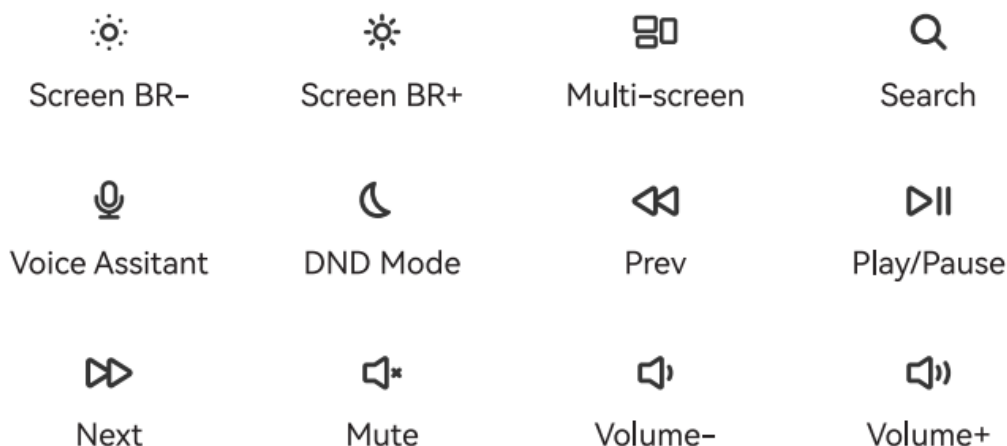 Screen BR-
Screen BR+
Multi-screen
Search
Voice Assitant
DND Mode
Prev
Play/Pause
Next
Mute
Volume-
Volume+